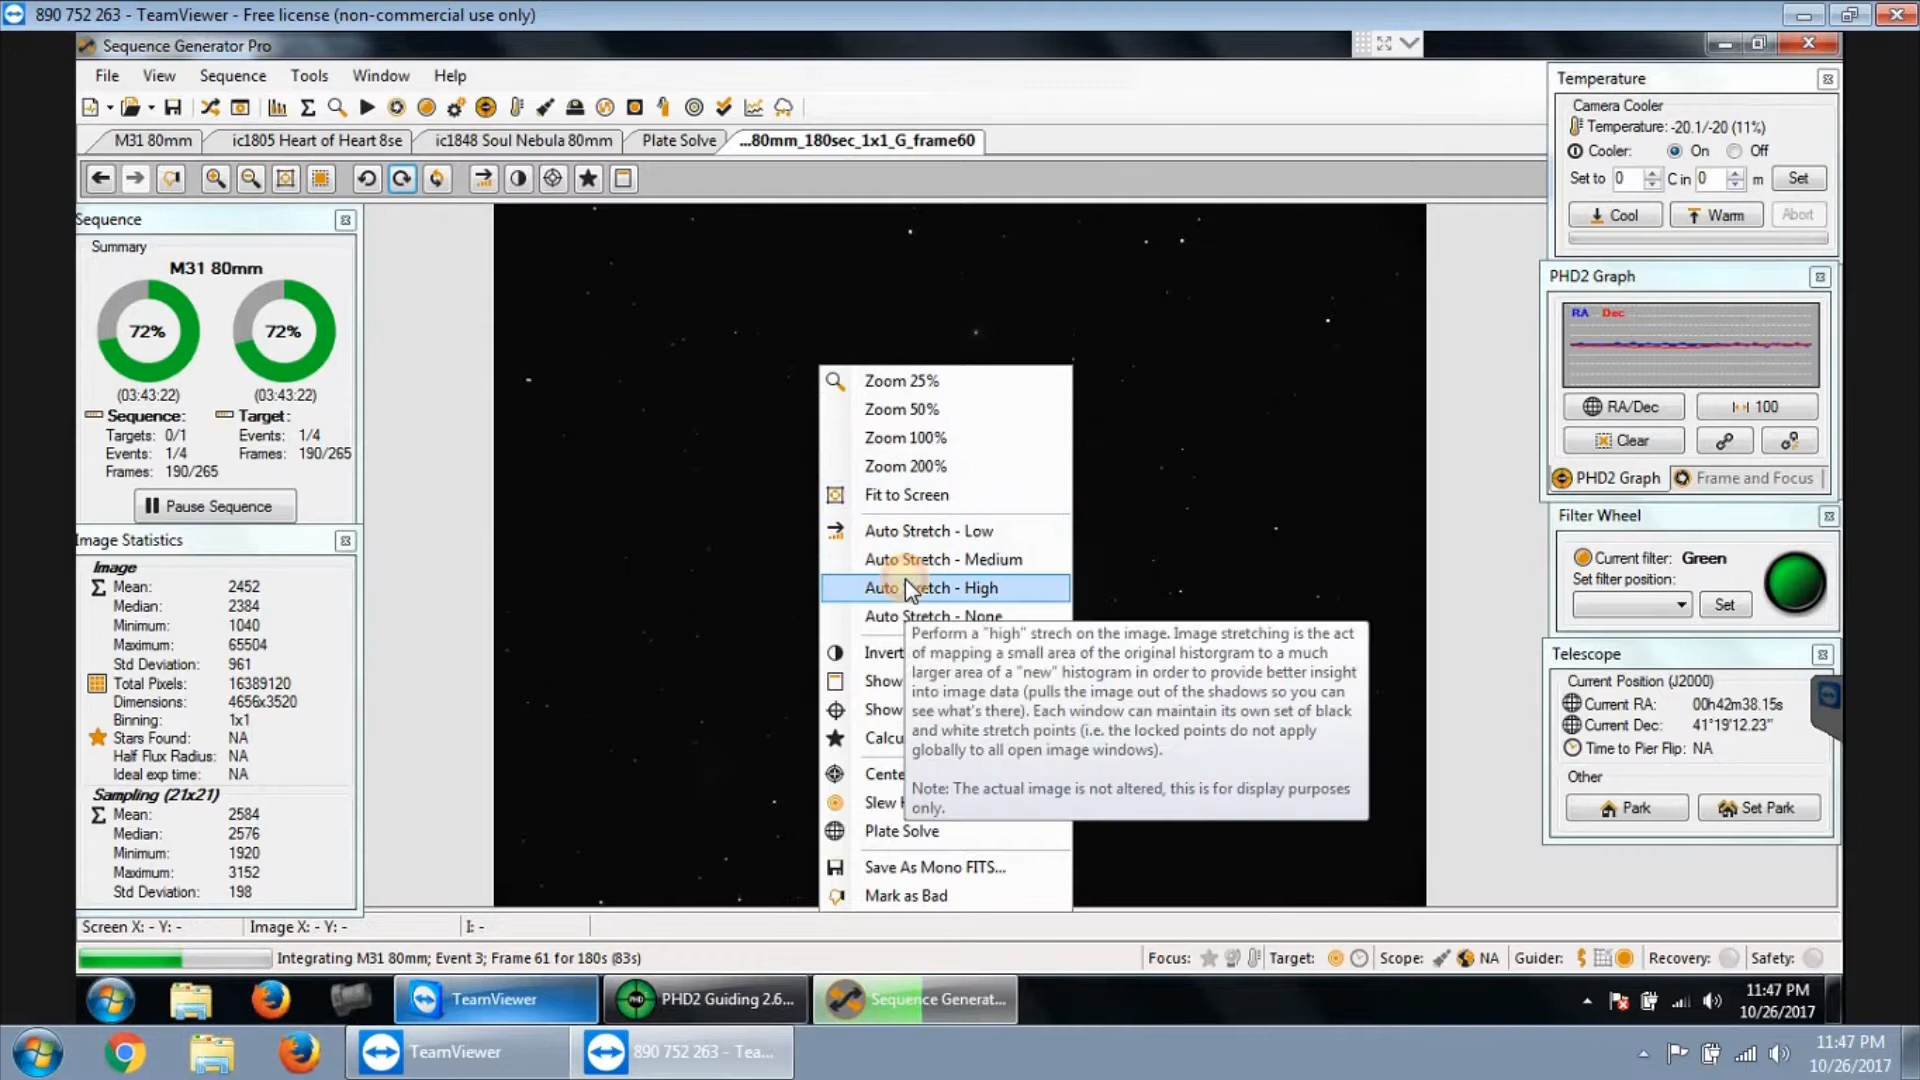 890 752 263 - TeamViewer - Free license (non-commercial use only)
Sequence Generator Pro
File View Sequence Tools Window Help
M31 80mm
ic1805 Heart of Heart 8se
ic1848 Soul Nebula 80mm
Plate Solve
...80mm_180sec_1x1_G_frame60
Sequence
Summary
M31 80mm
72%
72%
(03:43:22)
(03:43:22)
Sequence:
Target:
Targets: 0/1
Events: 1/4
Events: 1/4
Frames: 190/265
Frames: 190/265
Pause Sequence
Image Statistics
Image
Mean: 2452
Median: 2384
Minimum: 1040
Maximum: 65504
Std Deviation: 961
Total Pixels: 16389120
Dimensions: 4656x3520
Binning: 1x1
Stars Found: NA
Half Flux Radius: NA
Ideal exp time: NA
Sampling (21x21)
Mean: 2584
Median: 2576
Minimum: 1920
Maximum: 3152
Std Deviation: 198
Zoom 25%
Zoom 50%
Zoom 100%
Zoom 200%
Fit to Screen
Auto Stretch - Low
Auto Stretch - Medium
Auto Stretch - High
Auto Stretch - None
Invert
Show
Show
Calcu
Cente
Slew H
Plate Solve
Save As Mono FITS...
Mark as Bad
Perform a "high" strech on the image. Image stretching is the act
of mapping a small area of the original historgram to a much
larger area of a "new" histogram in order to provide better insight
into image data (pulls the image out of the shadows so you can
see what's there). Each window can maintain its own set of black
and white stretch points (i.e. the locked points do not apply
globally to all open image windows).
Note: The actual image is not altered, this is for display purposes
only.
Temperature
Camera Cooler
Temperature: -20.1/-20 (11%)
Cooler: On Off
Set to 0 C in 0 m Set
Cool Warm Abort
PHD2 Graph
RA Dec
RA/Dec 100
Clear
PHD2 Graph Frame and Focus
Filter Wheel
Current filter: Green
Set filter position:
Set
Telescope
Current Position (J2000)
Current RA: 00h42m38.15s
Current Dec: 41°19'12.23"
Time to Pier Flip: NA
Other
Park Set Park
Screen X: - Y: - Image X: - Y: - I: -
Integrating M31 80mm; Event 3; Frame 61 for 180s (83s)
Focus: Target: Scope: NA Guider: Recovery: Safety:
TeamViewer
PHD
PHD2 Guiding 2.6...
Sequence Generat...
11:47 PM
10/26/2017
TeamViewer
890 752 263 - Tea...
11:47 PM
10/26/2017